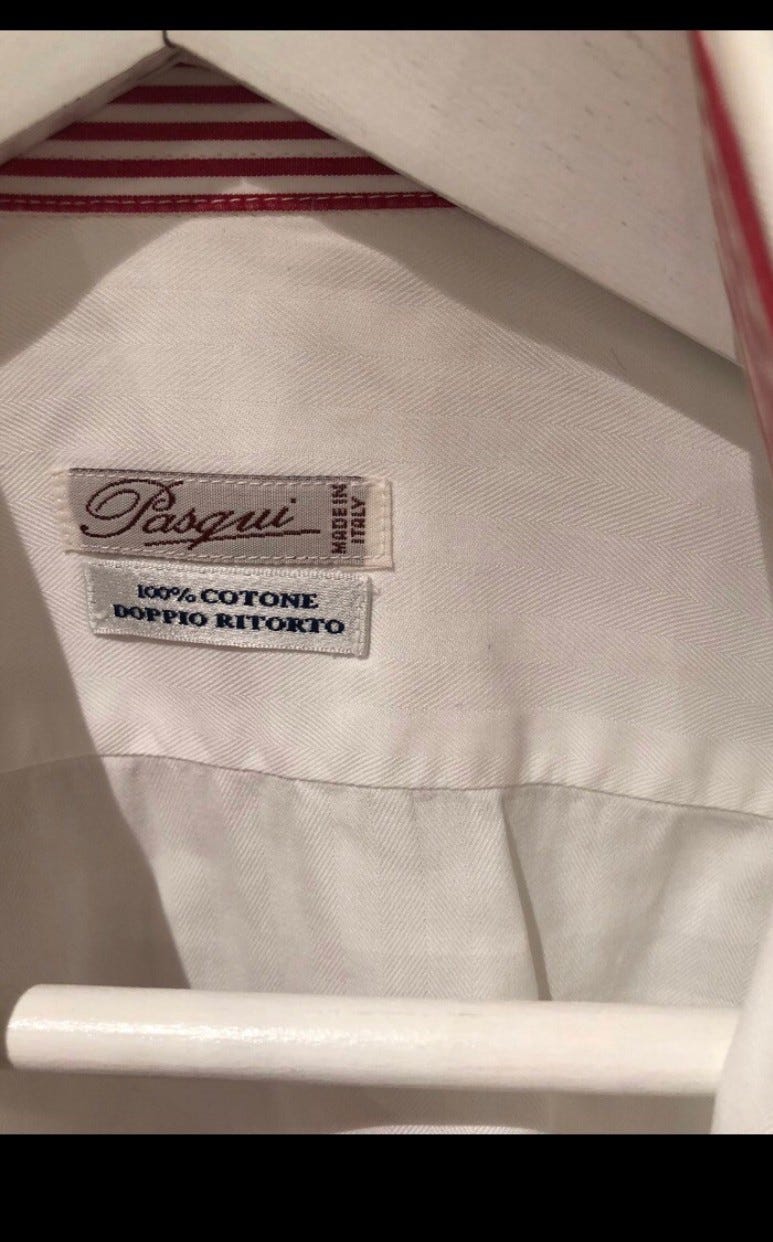 Pasqui
MADE IN
ITALY
100% COTONE
DOPPIO RITORTO